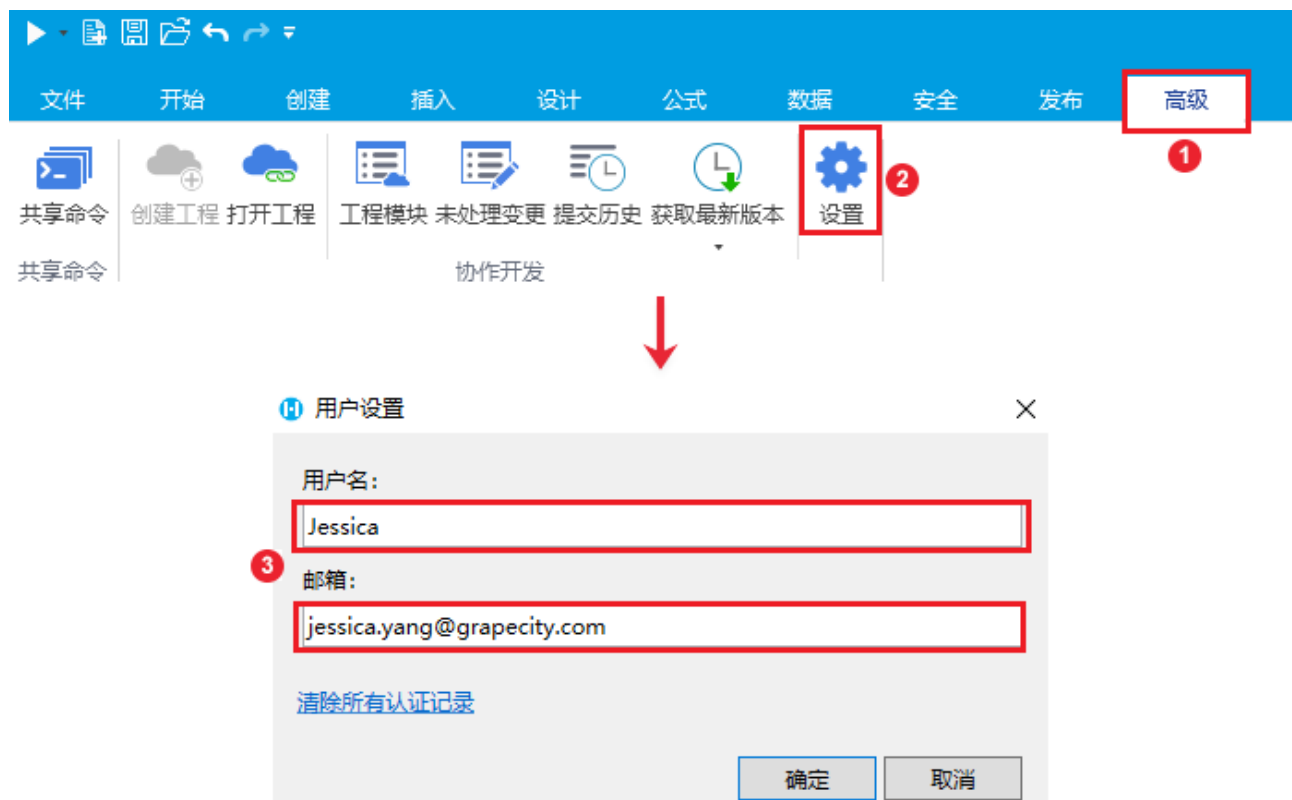 文件 开始 创建 插入 设计 公式 数据 安全 发布 高级
1
共享命令 创建工程 打开工程 工程模块 未处理变更 提交历史 获取最新版本 设置
2
共享命令 协作开发
用户设置
用户名：
Jessica
3
邮箱：
jessica.yang@grapecity.com
清除所有认证记录
确定 取消